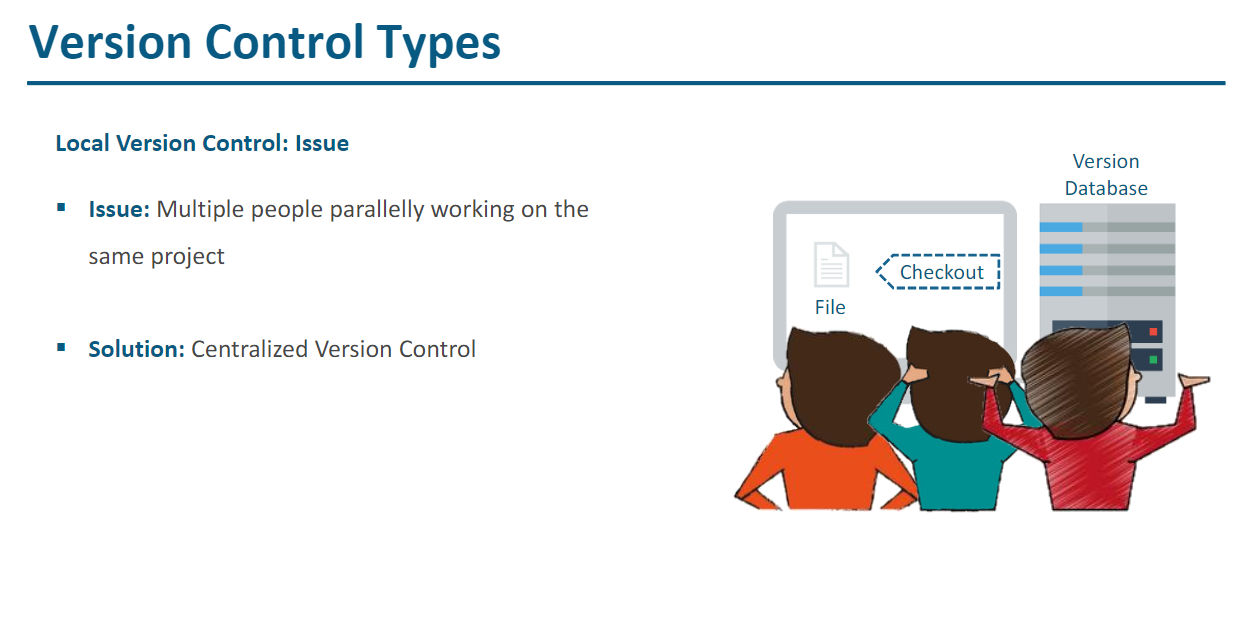 Version Control Types
Local Version Control: Issue
▪ Issue: Multiple people parallelly working on the
same project
▪ Solution: Centralized Version Control
Version
Database
Checkout
File